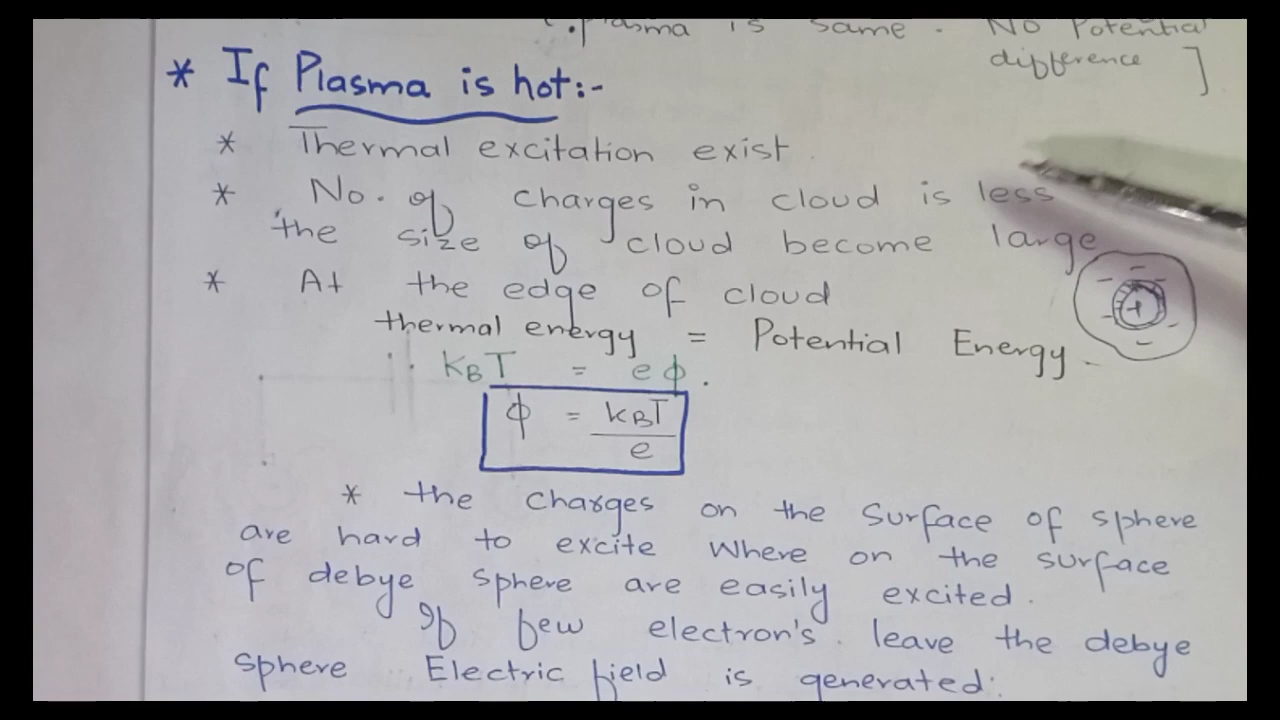 plasma is same. No Potential
difference ]
* If Plasma is hot:-
* Thermal excitation exist
* No. of charges in cloud is less
the size of cloud become large
* At the edge of cloud
thermal energy = Potential Energy.
KBT = eϕ.
ϕ = KBT
e
* the charges on the surface of sphere
are hard to excite where on the surface
of debye sphere are easily excited.
If few electron's leave the debye
sphere Electric field is generated.
+